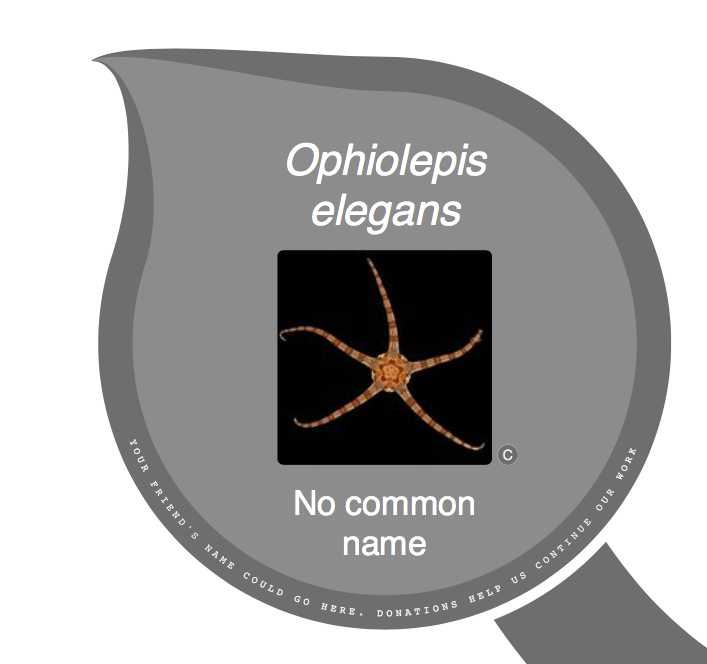 Ophiolepis
elegans
C
No common
name
YOUR FRIEND'S NAME COULD GO HERE. DONATIONS HELP US CONTINUE OUR WORK